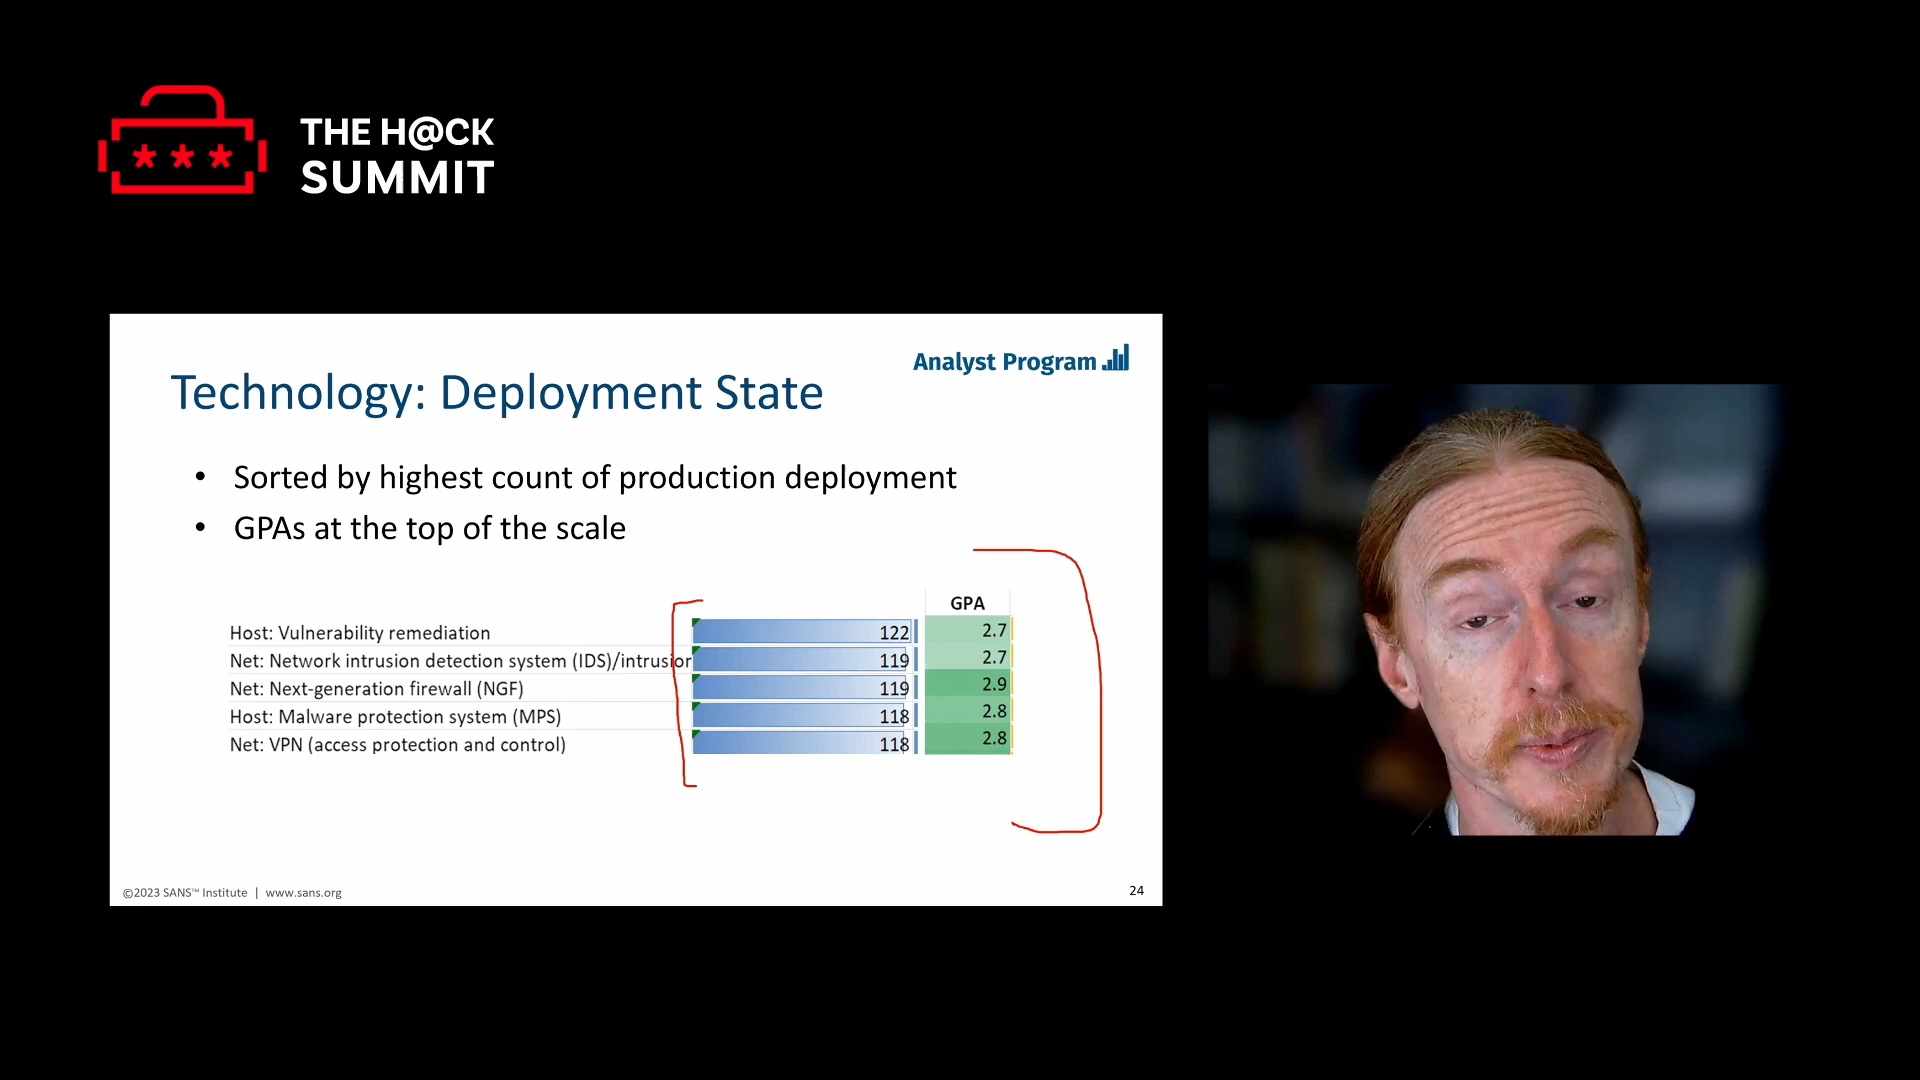 THE H@CK
SUMMIT
Analyst Program
Technology: Deployment State
• Sorted by highest count of production deployment
• GPAs at the top of the scale
GPA
Host: Vulnerability remediation 122 2.7
Net: Network intrusion detection system (IDS)/intrusion 119 2.7
Net: Next-generation firewall (NGF) 119 2.9
Host: Malware protection system (MPS) 118 2.8
Net: VPN (access protection and control) 118 2.8
©2023 SANS™ Institute | www.sans.org
24